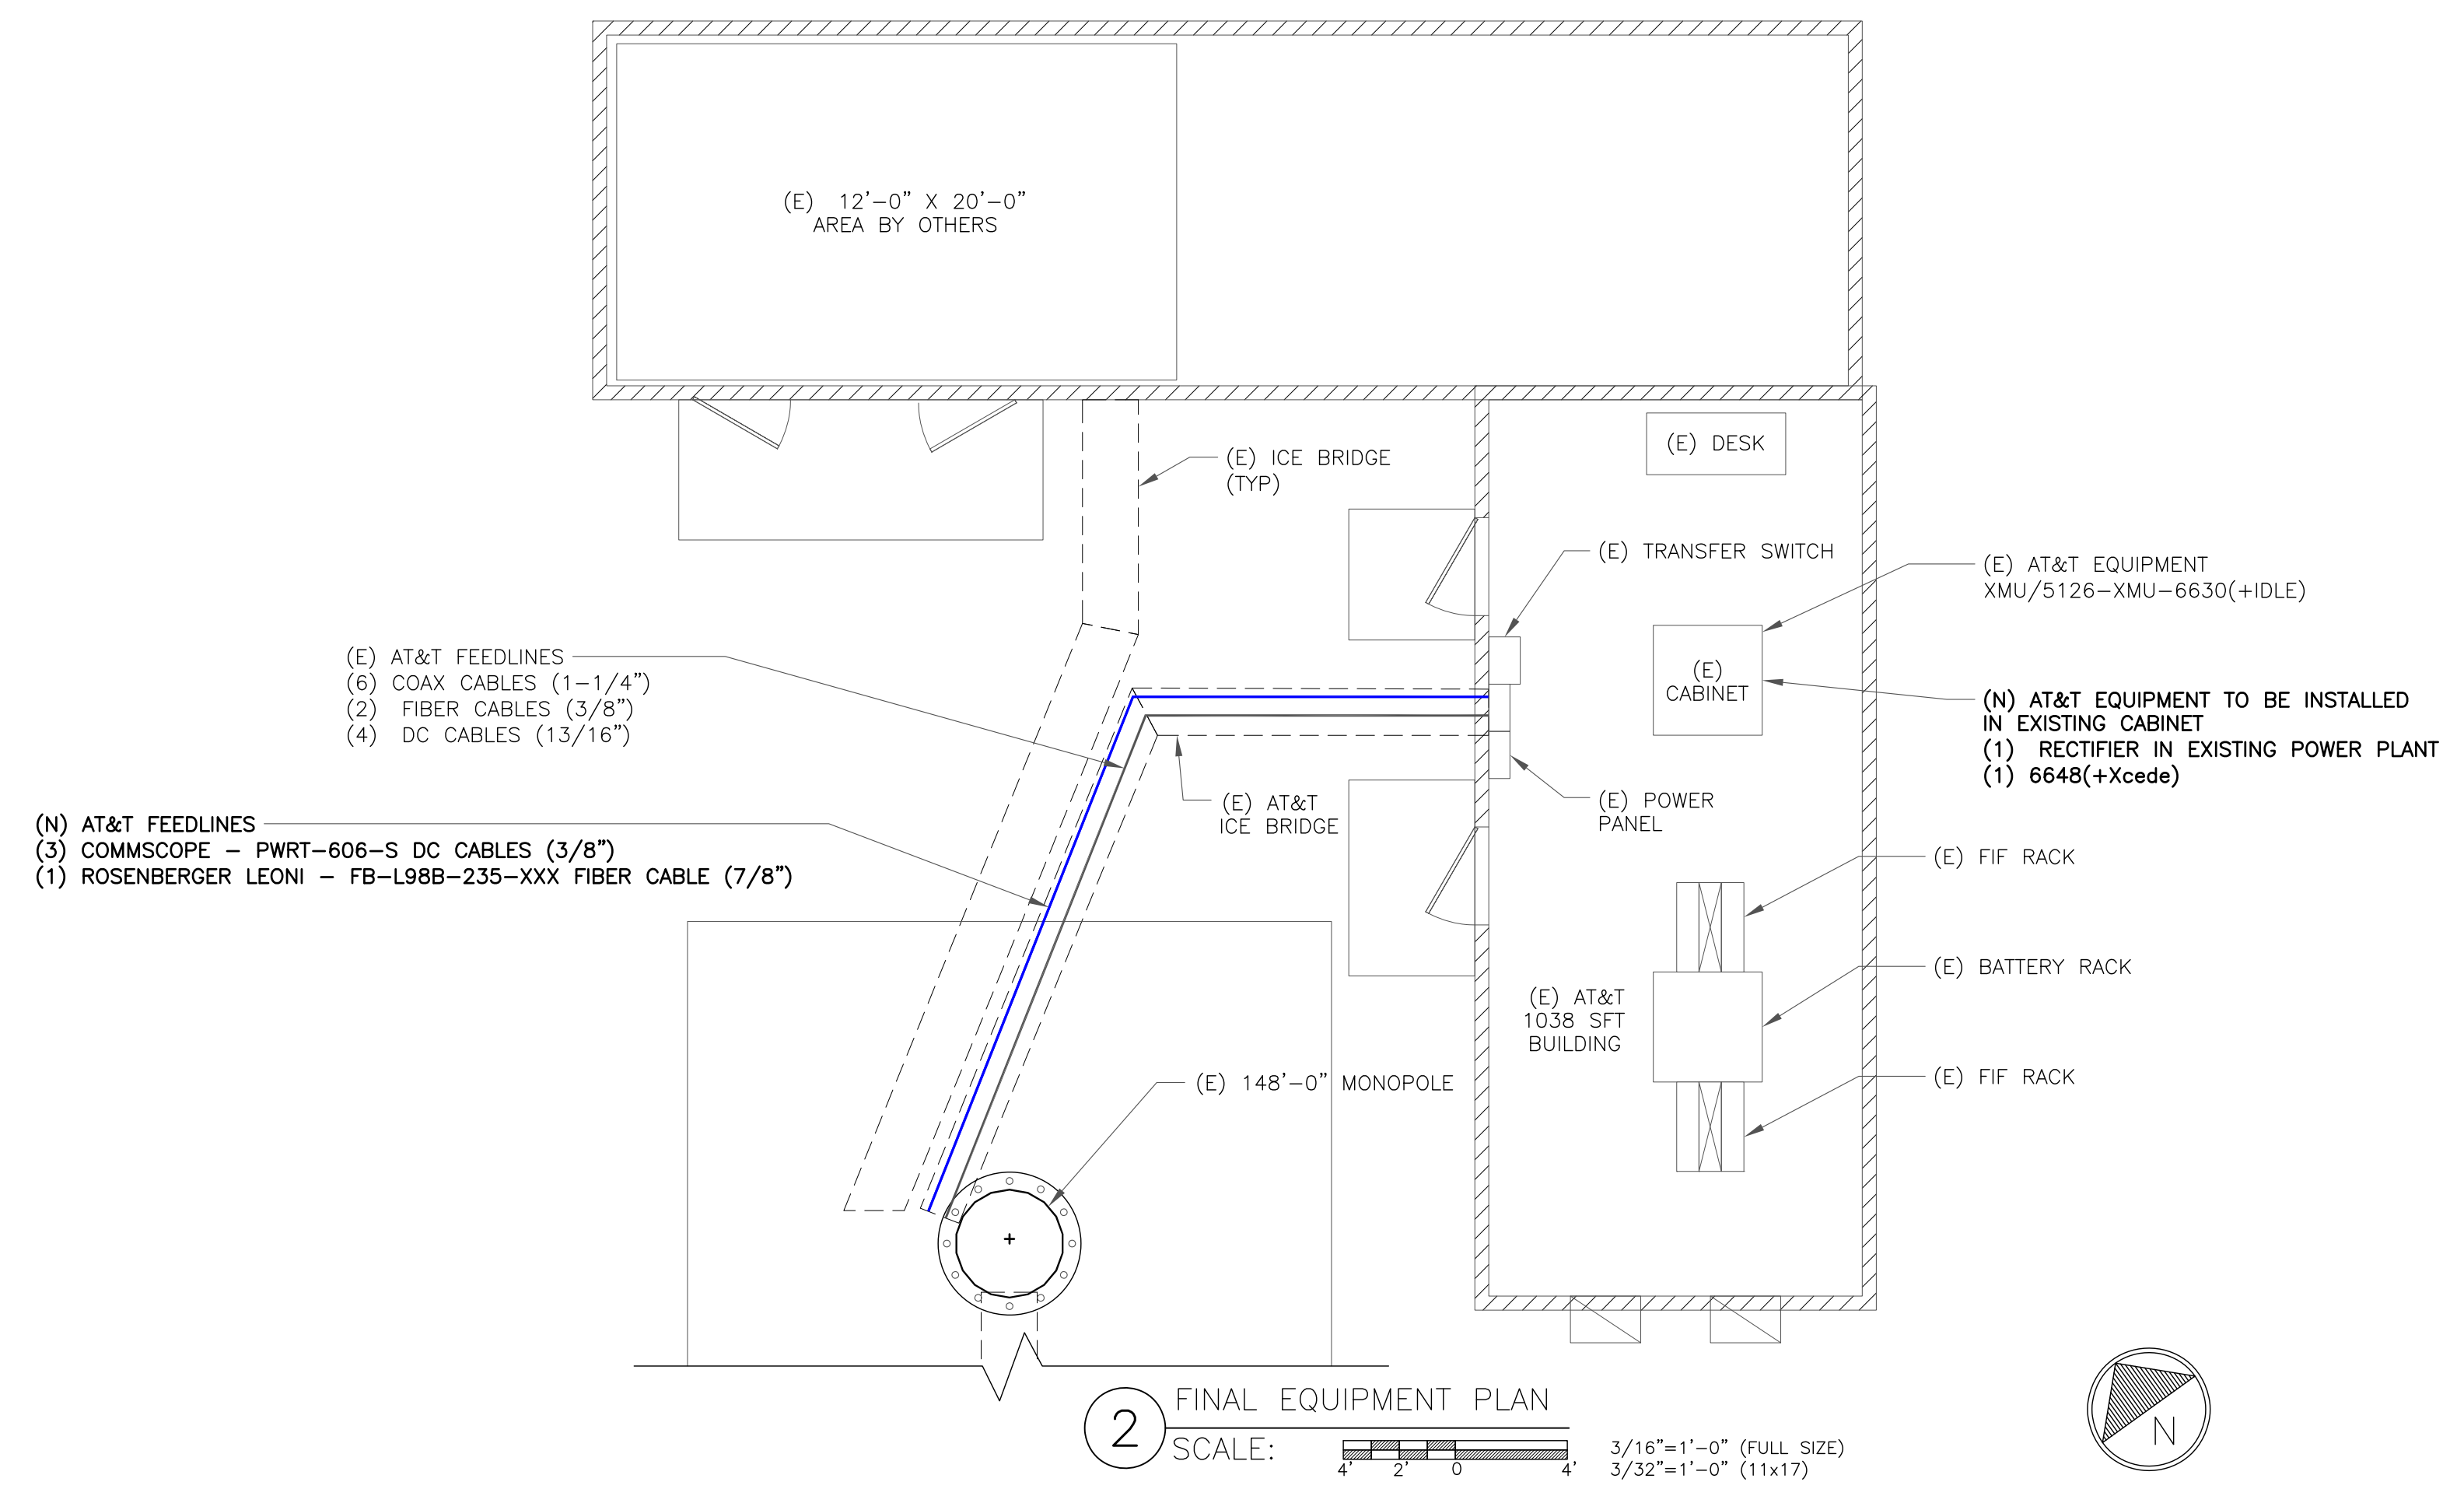 (E) 12'-0" X 20'-0"
AREA BY OTHERS
(E) DESK
(E) ICE BRIDGE
(TYP)
(E) TRANSFER SWITCH
(E) AT&T EQUIPMENT
XMU/5126-XMU-6630(+IDLE)
(E) AT&T FEEDLINES
(6) COAX CABLES (1-1/4")
(2) FIBER CABLES (3/8")
(4) DC CABLES (13/16")
(E)
CABINET
(N) AT&T EQUIPMENT TO BE INSTALLED
IN EXISTING CABINET
(1) RECTIFIER IN EXISTING POWER PLANT
(1) 6648(+Xcede)
(E) AT&T
ICE BRIDGE
(E) POWER
PANEL
(N) AT&T FEEDLINES
(3) COMMSCOPE - PWRT-606-S DC CABLES (3/8")
(1) ROSENBERGER LEONI - FB-L98B-235-XXX FIBER CABLE (7/8")
(E) FIF RACK
(E) BATTERY RACK
(E) AT&T
1038 SFT
BUILDING
(E) FIF RACK
(E) 148'-0" MONOPOLE
2
FINAL EQUIPMENT PLAN
SCALE:
4' 2' 0 4'
3/16"=1'-0" (FULL SIZE)
3/32"=1'-0" (11x17)
N